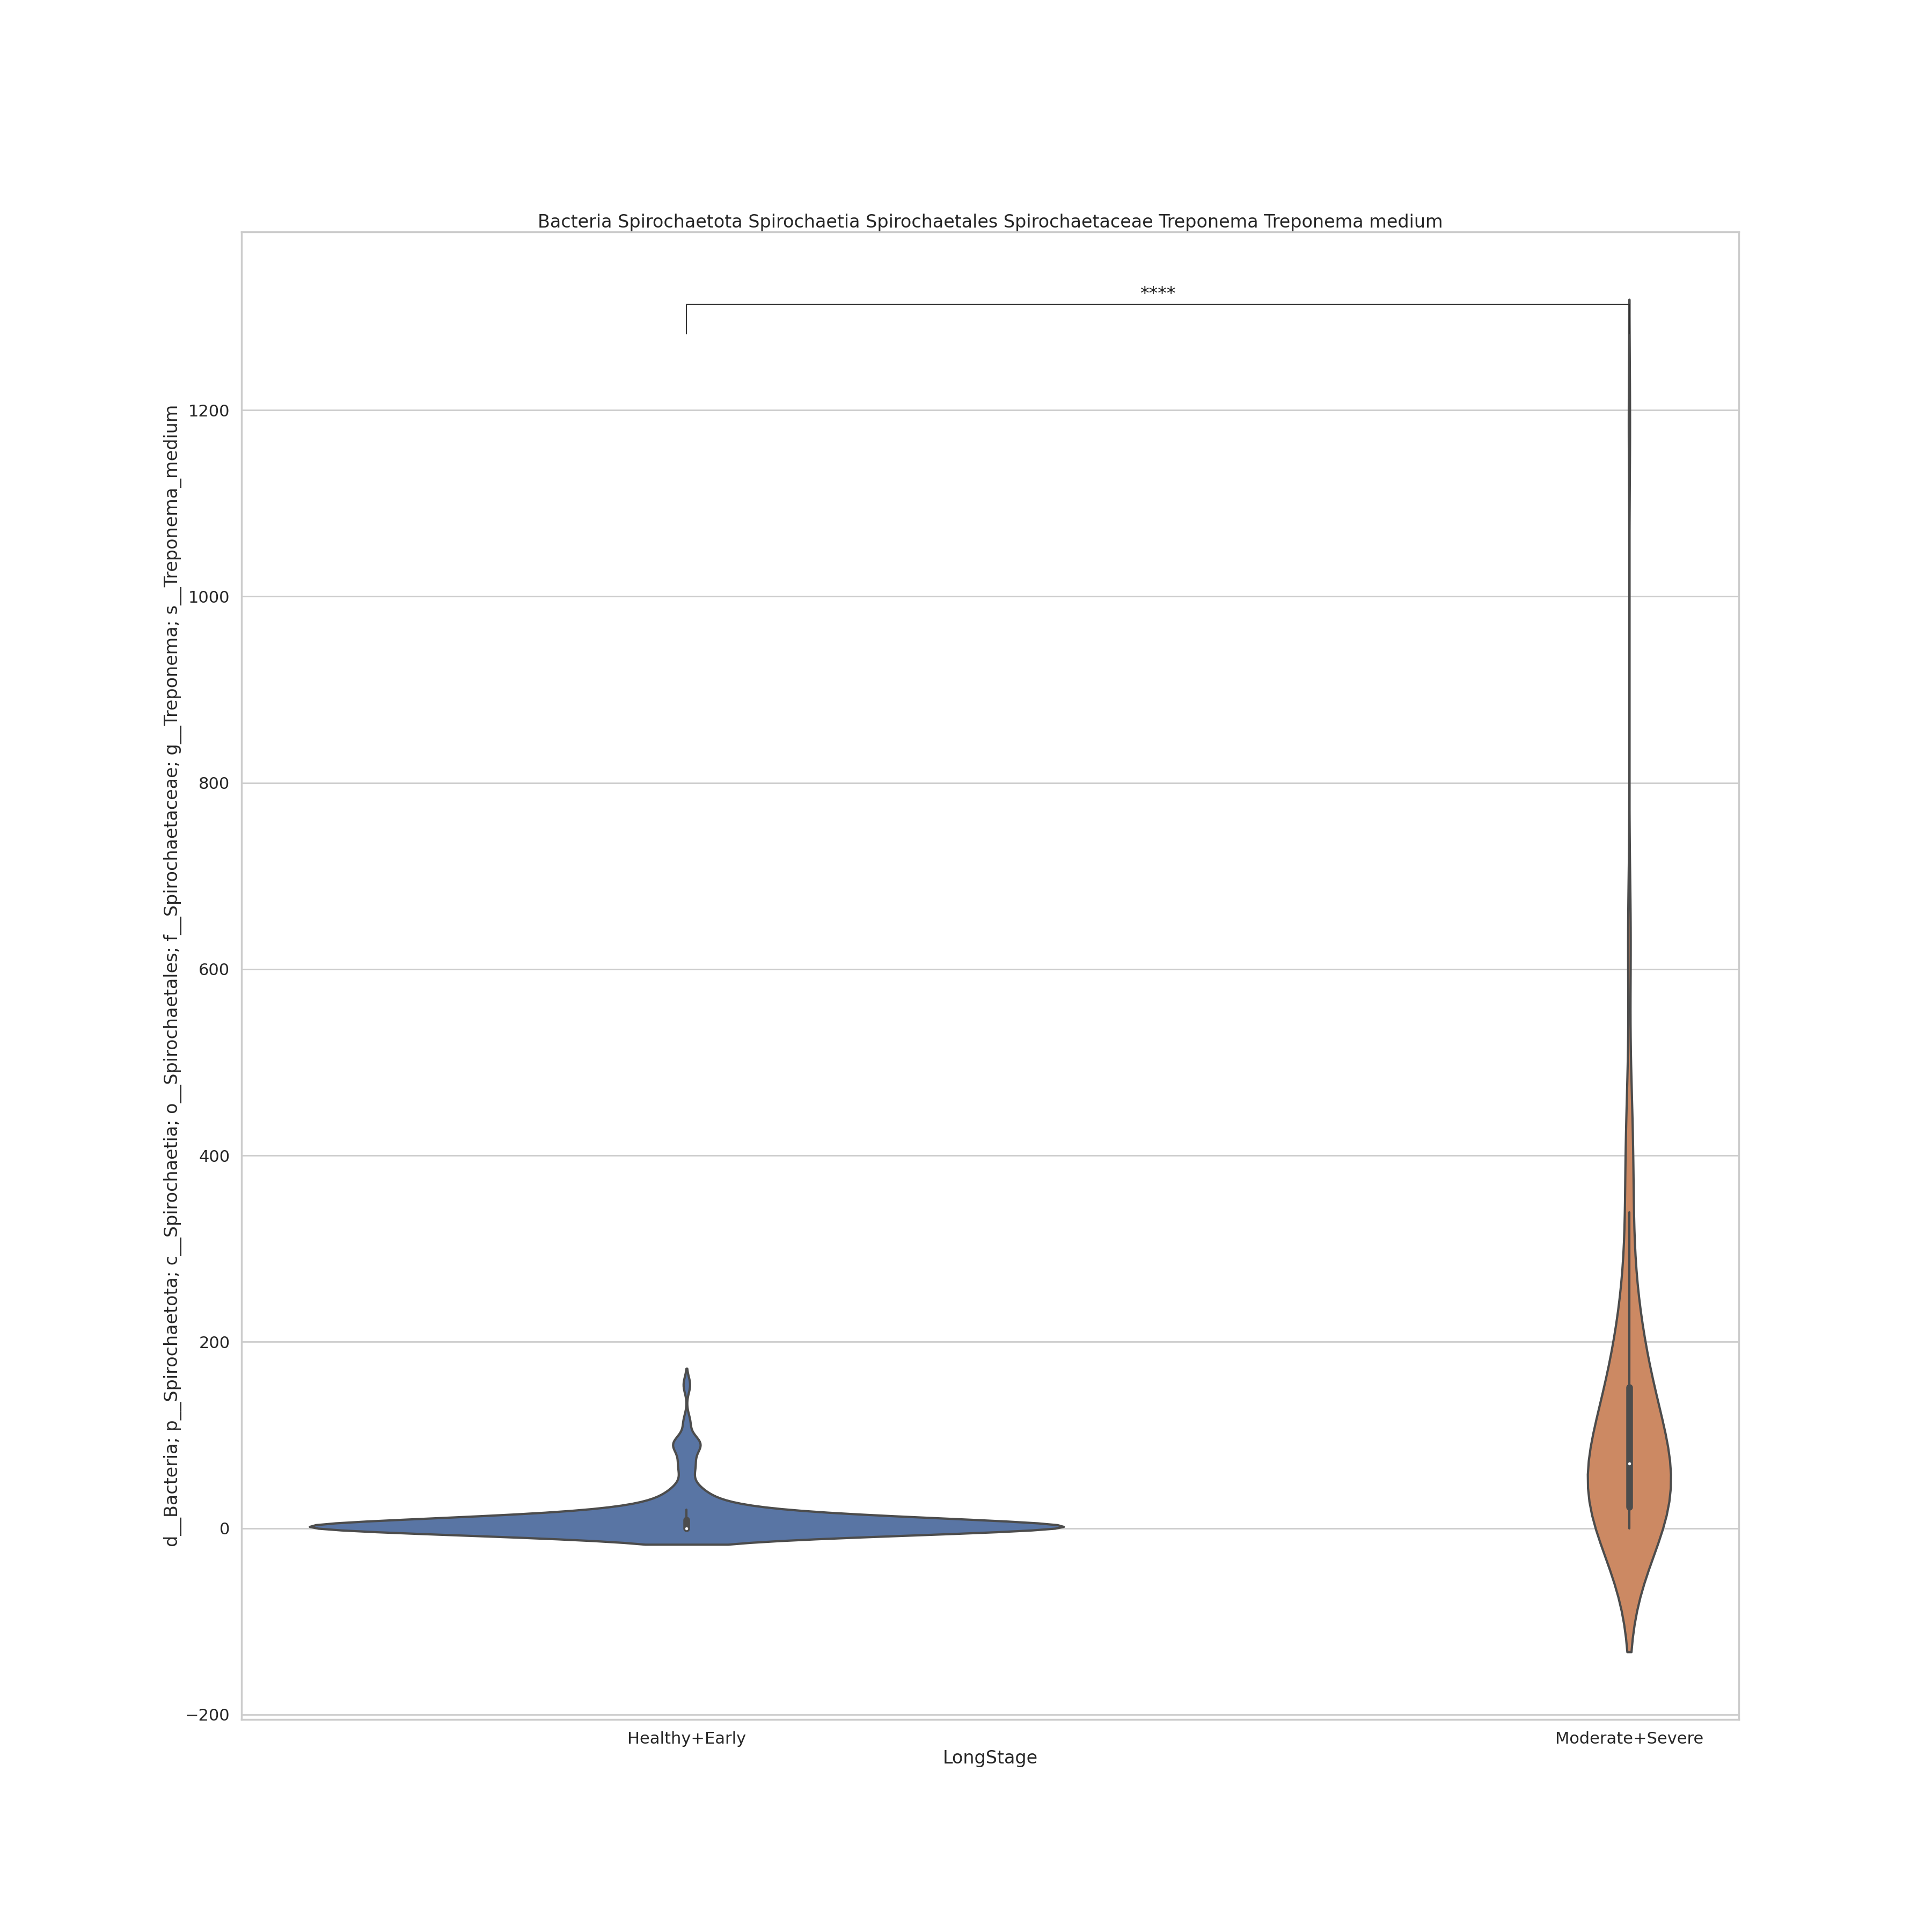 Bacteria Spirochaetota Spirochaetia Spirochaetales Spirochaetaceae Treponema Treponema medium
****
d__Bacteria; p__Spirochaetota; c__Spirochaetia; o__Spirochaetales; f__Spirochaetaceae; g__Treponema; s__Treponema_medium
1200
1000
800
600
400
200
0
−200
Healthy+Early
Moderate+Severe
LongStage